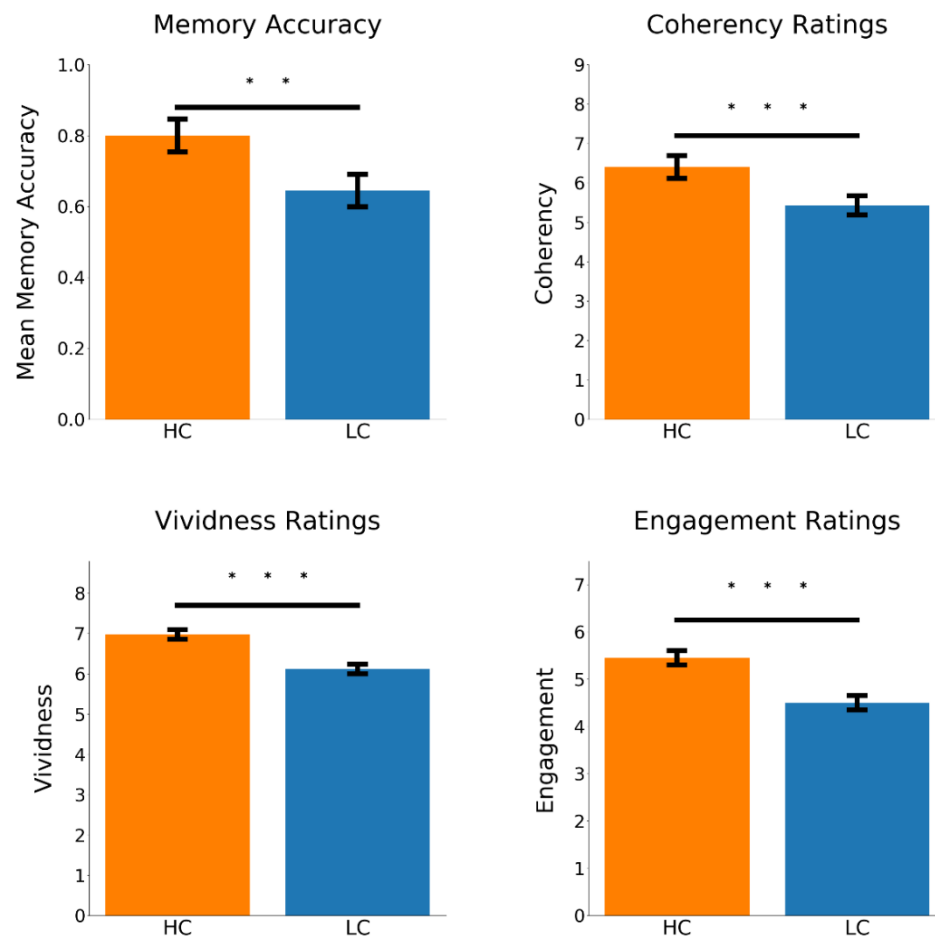 Memory Accuracy
Mean Memory Accuracy
1.0
0.8
0.6
0.4
0.2
0.0
* *
HC LC
Coherency Ratings
Coherency
9
8
7
6
5
4
3
2
1
0
* * *
HC LC
Vividness Ratings
Vividness
8
7
6
5
4
3
2
1
0
* * *
HC LC
Engagement Ratings
Engagement
7
6
5
4
3
2
1
0
* * *
HC LC